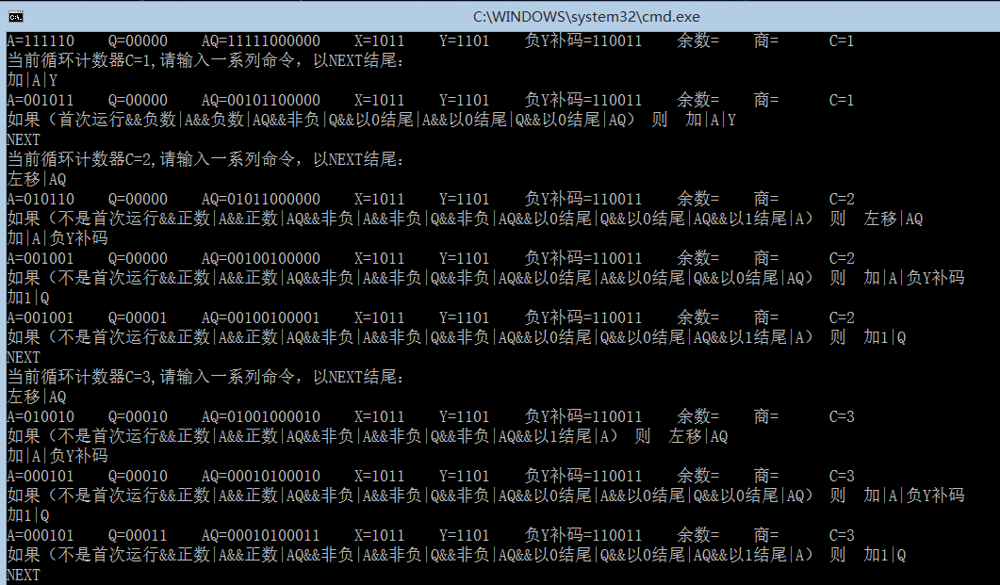 C:\WINDOWS\system32\cmd.exe
A=111110 Q=00000 AQ=11111000000 X=1011 Y=1101 负Y补码=110011 余数= 商= C=1
当前循环计数器C=1,请输入一系列命令, 以NEXT结尾:
加|A|Y
A=001011 Q=00000 AQ=00101100000 X=1011 Y=1101 负Y补码=110011 余数= 商= C=1
如果（首次运行&&负数|A&&负数|AQ&&非负|Q&&以0结尾|A&&以0结尾|Q&&以0结尾|AQ） 则 加|A|Y
NEXT
当前循环计数器C=2,请输入一系列命令, 以NEXT结尾:
左移|AQ
A=010110 Q=00000 AQ=01011000000 X=1011 Y=1101 负Y补码=110011 余数= 商= C=2
如果（不是首次运行&&正数|A&&正数|AQ&&非负|A&&非负|Q&&非负|AQ&&以0结尾|Q&&以0结尾|AQ&&以1结尾|A） 则 左移|AQ
加|A|负Y补码
A=001001 Q=00000 AQ=00100100000 X=1011 Y=1101 负Y补码=110011 余数= 商= C=2
如果（不是首次运行&&正数|A&&正数|AQ&&非负|A&&非负|Q&&非负|AQ&&以0结尾|A&&以0结尾|Q&&以0结尾|AQ） 则 加|A|负Y补码
加1|Q
A=001001 Q=00001 AQ=00100100001 X=1011 Y=1101 负Y补码=110011 余数= 商= C=2
如果（不是首次运行&&正数|A&&正数|AQ&&非负|A&&非负|Q&&非负|AQ&&以0结尾|Q&&以0结尾|AQ&&以1结尾|A） 则 加1|Q
NEXT
当前循环计数器C=3,请输入一系列命令, 以NEXT结尾:
左移|AQ
A=010010 Q=00010 AQ=01001000010 X=1011 Y=1101 负Y补码=110011 余数= 商= C=3
如果（不是首次运行&&正数|A&&正数|AQ&&非负|A&&非负|Q&&非负|AQ&&以1结尾|A） 则 左移|AQ
加|A|负Y补码
A=000101 Q=00010 AQ=00010100010 X=1011 Y=1101 负Y补码=110011 余数= 商= C=3
如果（不是首次运行&&正数|A&&正数|AQ&&非负|A&&非负|Q&&非负|AQ&&以0结尾|A&&以0结尾|Q&&以0结尾|AQ） 则 加|A|负Y补码
加1|Q
A=000101 Q=00011 AQ=00010100011 X=1011 Y=1101 负Y补码=110011 余数= 商= C=3
如果（不是首次运行&&正数|A&&正数|AQ&&非负|A&&非负|Q&&非负|AQ&&以0结尾|Q&&以0结尾|AQ&&以1结尾|A） 则 加1|Q
NEXT